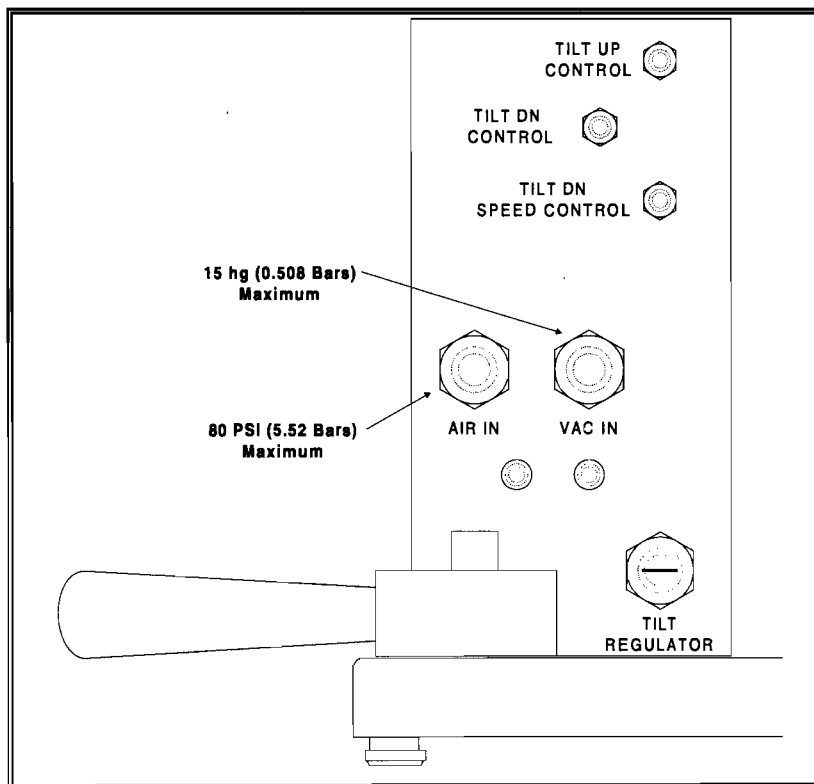 TILT UP
CONTROL
TILT DN
CONTROL
TILT DN
SPEED CONTROL
15 hg (0.508 Bars)
Maximum
80 PSI (5.52 Bars)
Maximum
AIR IN
VAC IN
TILT
REGULATOR